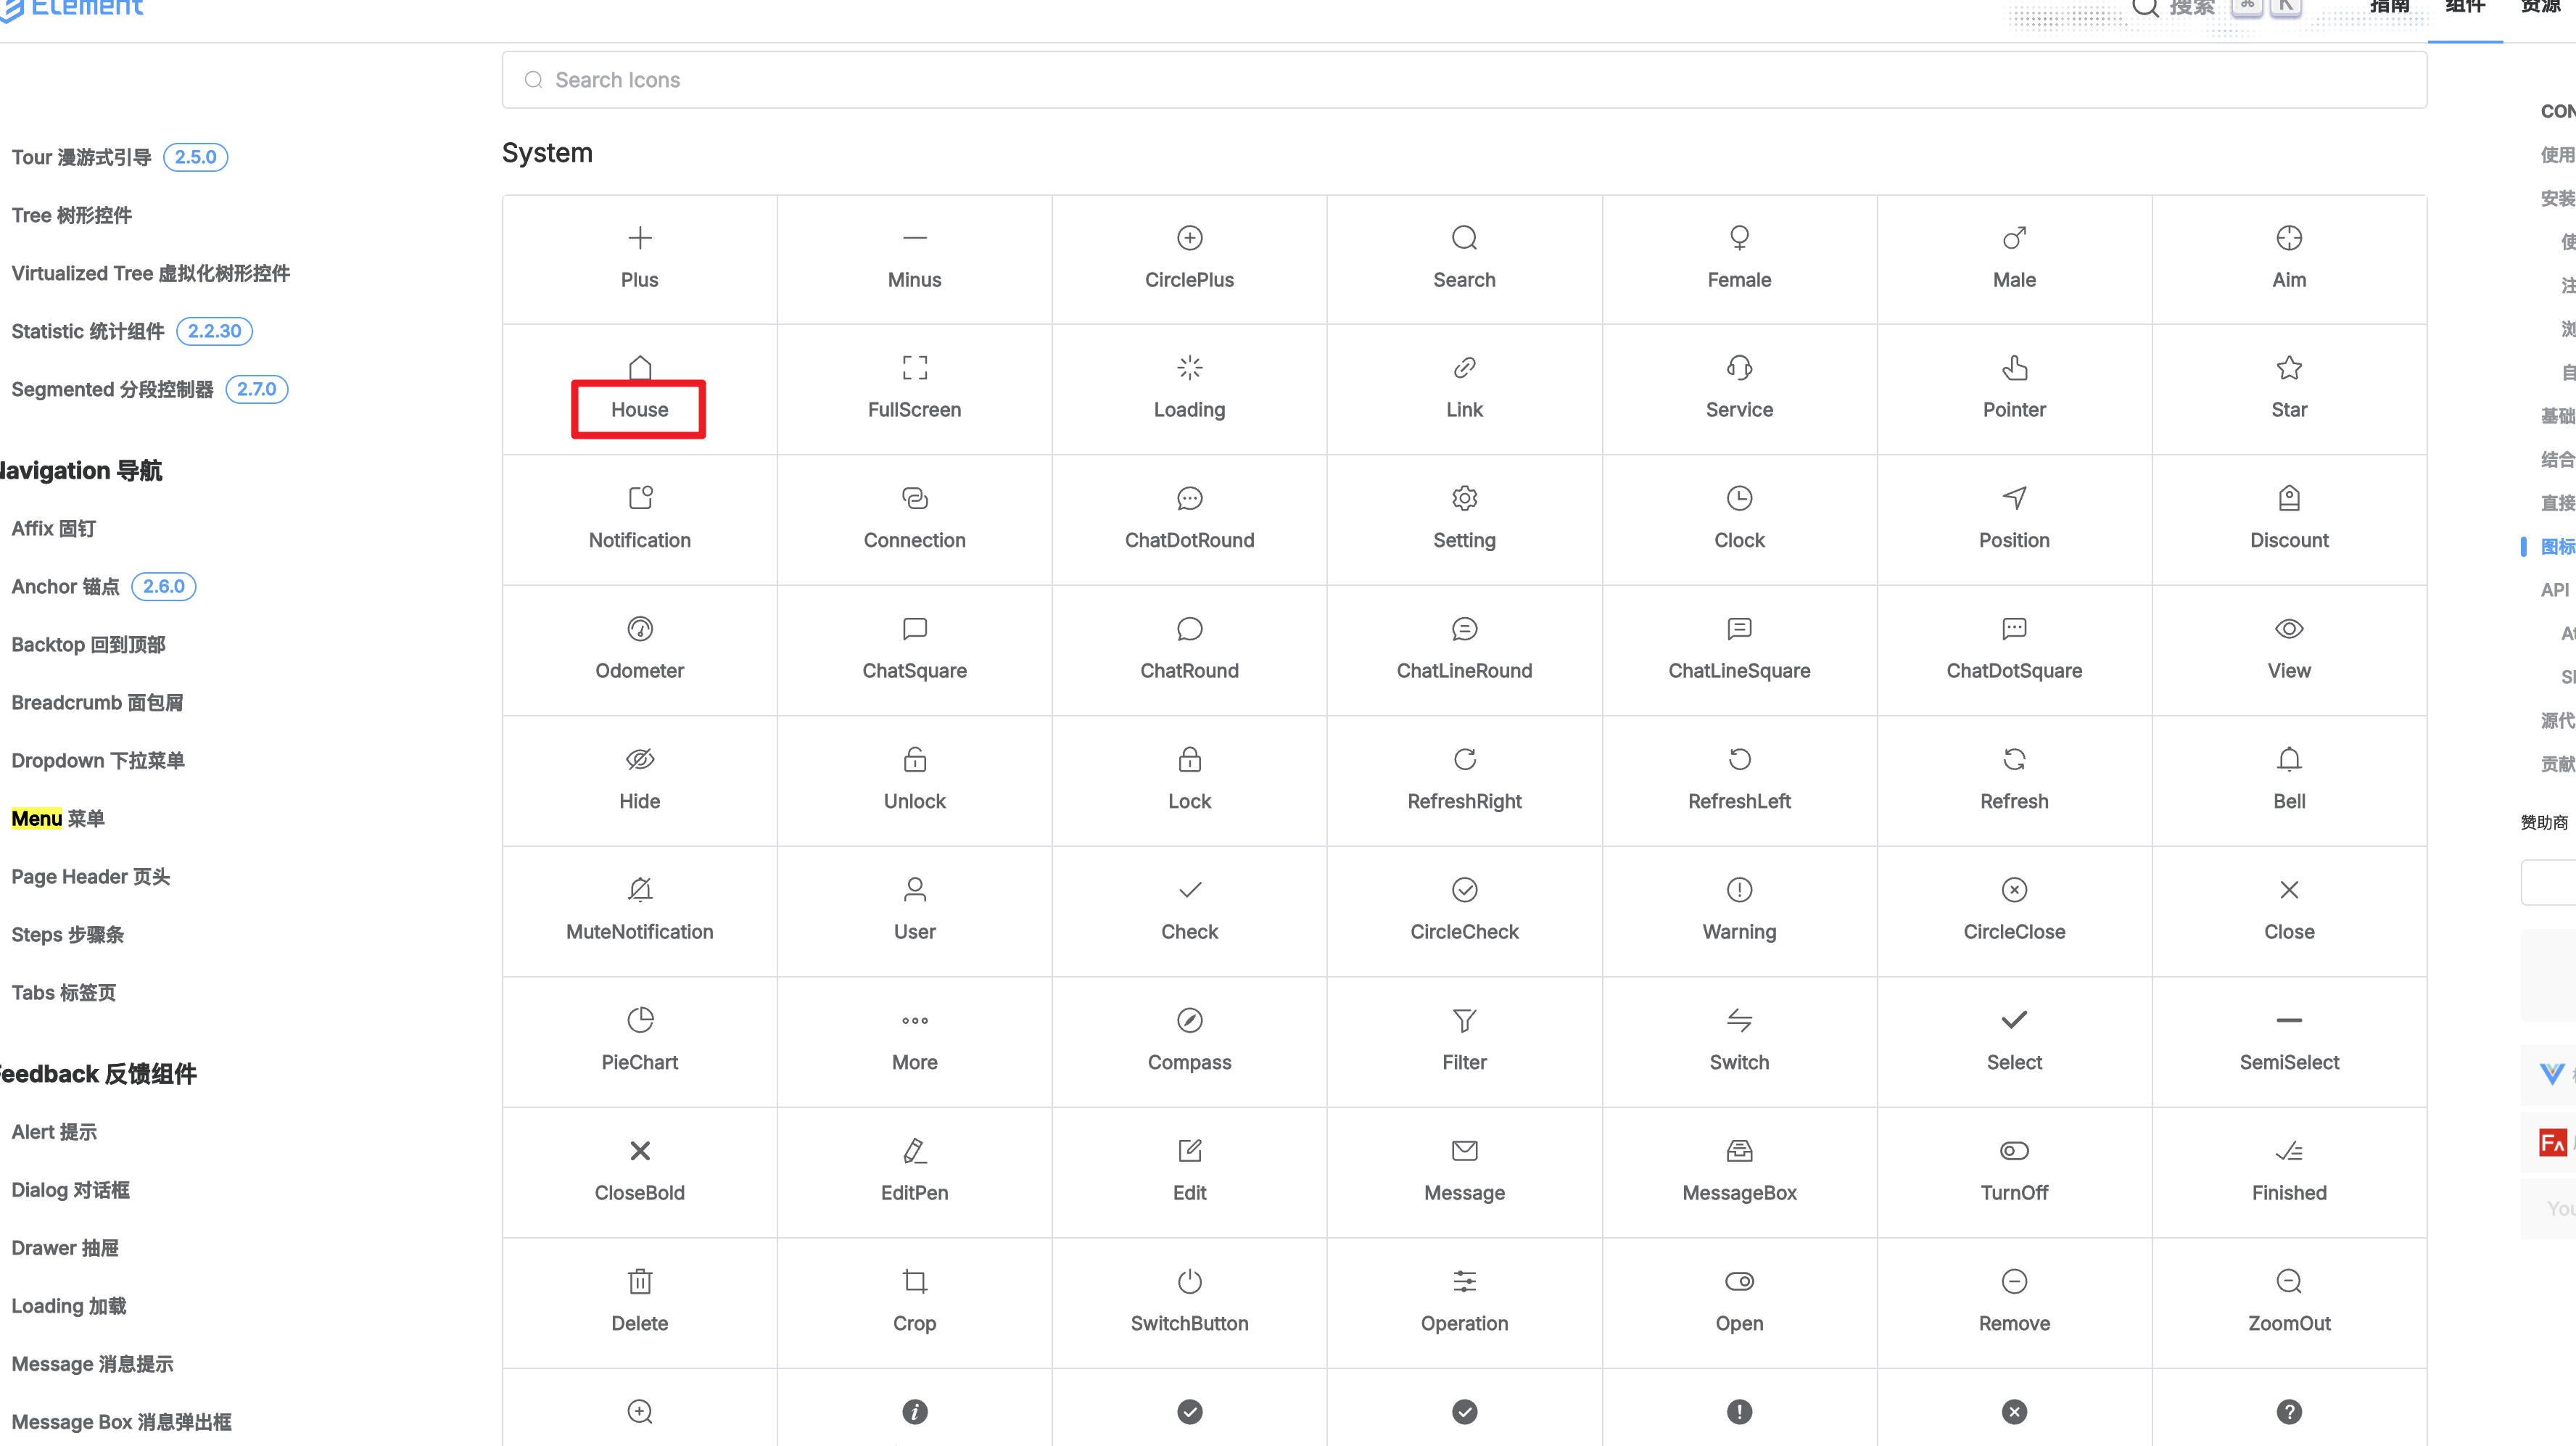 Element
搜索 ⌘ K
指南 组件 资源
Search Icons
Tour 漫游式引导 2.5.0
Tree 树形控件
Virtualized Tree 虚拟化树形控件
Statistic 统计组件 2.2.30
Segmented 分段控制器 2.7.0
Navigation 导航
Affix 固钉
Anchor 锚点 2.6.0
Backtop 回到顶部
Breadcrumb 面包屑
Dropdown 下拉菜单
Menu 菜单
Page Header 页头
Steps 步骤条
Tabs 标签页
Feedback 反馈组件
Alert 提示
Dialog 对话框
Drawer 抽屉
Loading 加载
Message 消息提示
Message Box 消息弹出框
System
Plus Minus CirclePlus Search Female Male Aim
House FullScreen Loading Link Service Pointer Star
Notification Connection ChatDotRound Setting Clock Position Discount
Odometer ChatSquare ChatRound ChatLineRound ChatLineSquare ChatDotSquare View
Hide Unlock Lock RefreshRight RefreshLeft Refresh Bell
MuteNotification User Check CircleCheck Warning CircleClose Close
PieChart More Compass Filter Switch Select SemiSelect
CloseBold EditPen Edit Message MessageBox TurnOff Finished
Delete Crop SwitchButton Operation Open Remove ZoomOut
CON
使用
安装
使
注
浏
自
基础
结合
直接
图标
API
At
Sl
源代
贡献
赞助商
You